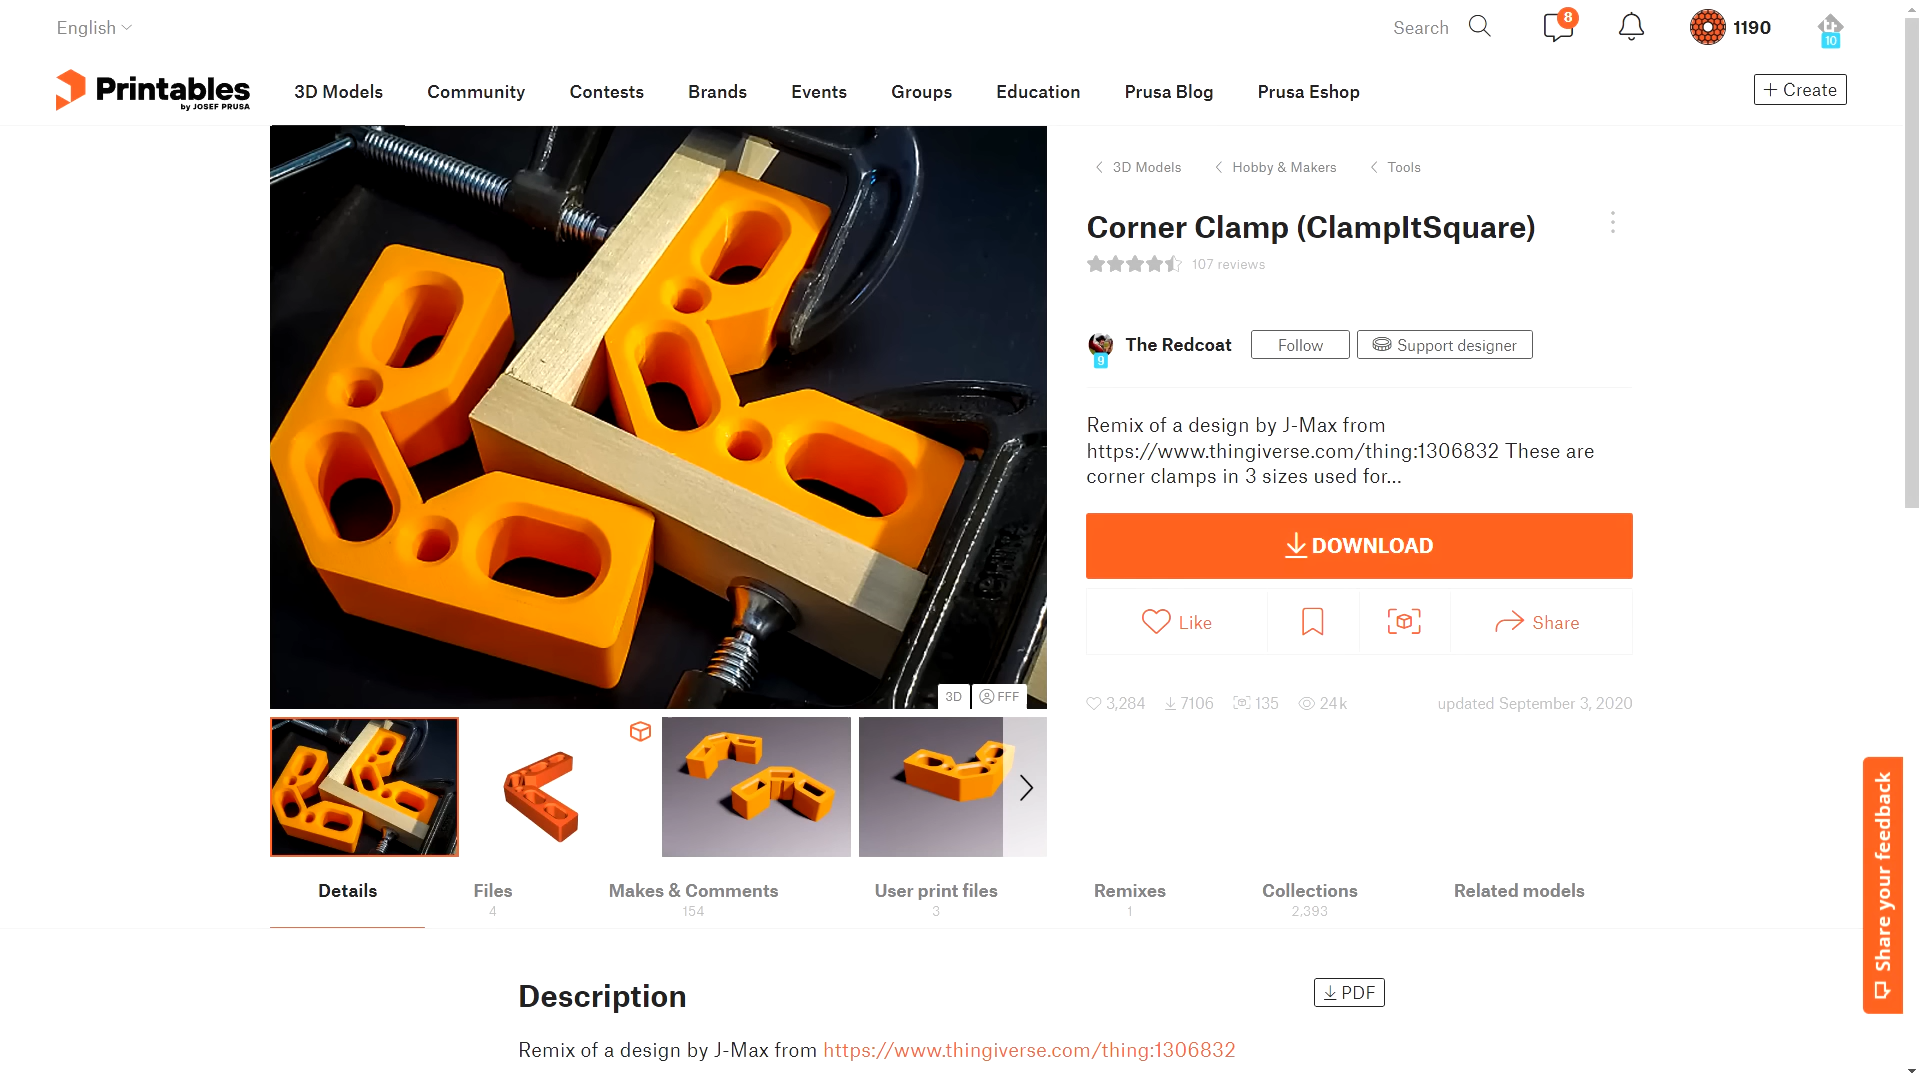 English
Search
8
1190
10
Printables
by JOSEF PRUSA
3D Models
Community
Contests
Brands
Events
Groups
Education
Prusa Blog
Prusa Eshop
+ Create
3D Models
Hobby & Makers
Tools
Corner Clamp (ClampItSquare)
107 reviews
The Redcoat
9
Follow
Support designer
Remix of a design by J-Max from
https://www.thingiverse.com/thing:1306832 These are
corner clamps in 3 sizes used for...
DOWNLOAD
Like
Share
3,284
7106
135
24k
updated September 3, 2020
3D
FFF
Details
Files
4
Makes & Comments
154
User print files
3
Remixes
1
Collections
2,393
Related models
Share your feedback
Description
PDF
Remix of a design by J-Max from https://www.thingiverse.com/thing:1306832